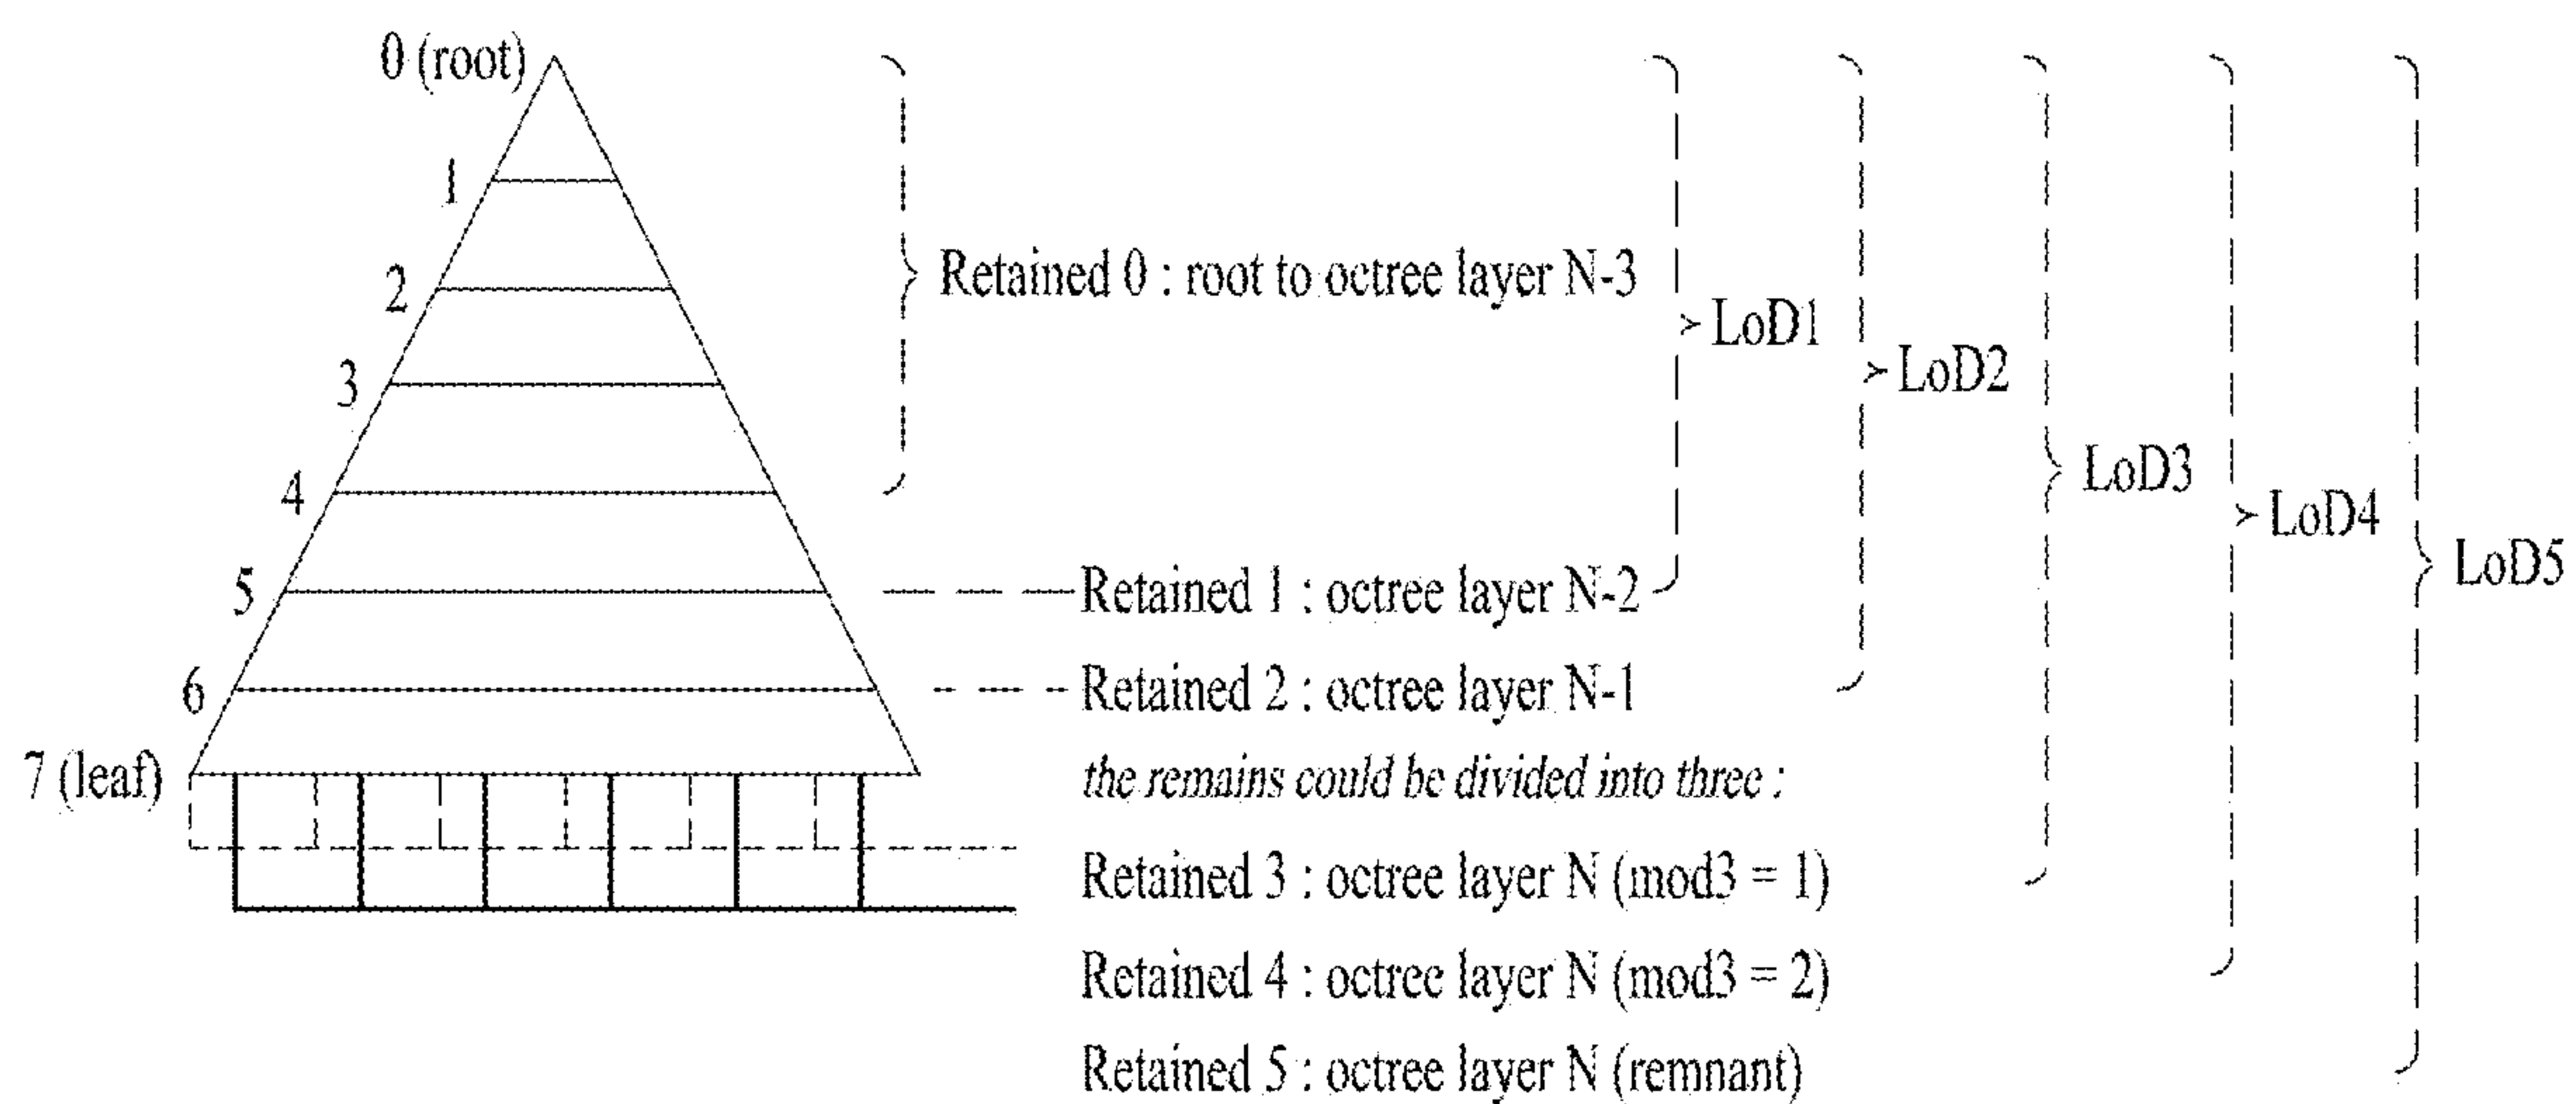 0 (root)
1
2
3
4
5
6
7 (leaf)
Retained 0 : root to octree layer N-3
Retained 1 : octree layer N-2
Retained 2 : octree layer N-1
the remains could be divided into three :
Retained 3 : octree layer N (mod3 = 1)
Retained 4 : octree layer N (mod3 = 2)
Retained 5 : octree layer N (remnant)
LoD1
LoD2
LoD3
LoD4
LoD5